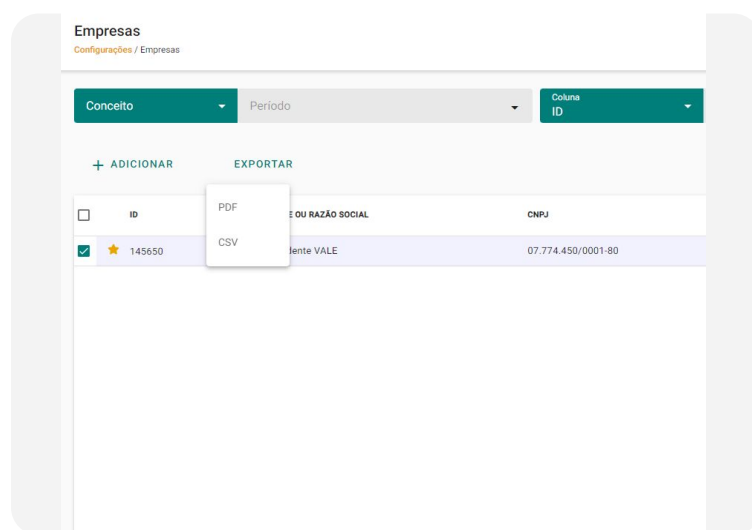 Empresas
Configurações / Empresas
Conceito
Período
Coluna
ID
+ ADICIONAR
EXPORTAR
ID
OU RAZÃO SOCIAL
CNPJ
PDF
CSV
145650
VALE
07.774.450/0001-80